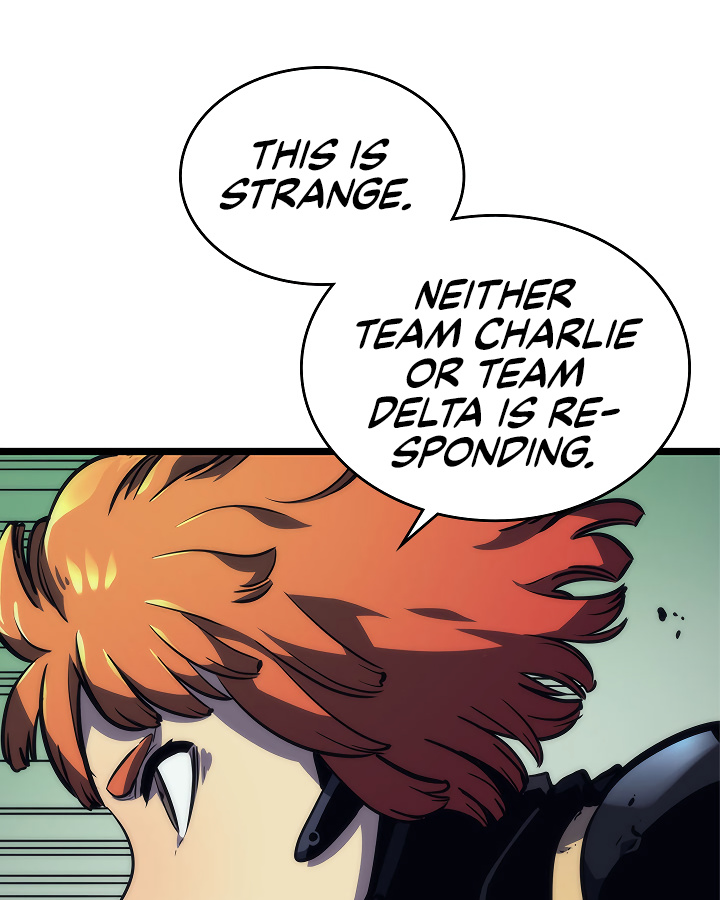 THIS IS
STRANGE.
NEITHER
TEAM CHARLIE
OR TEAM
DELTA IS RE-
SPONDING.